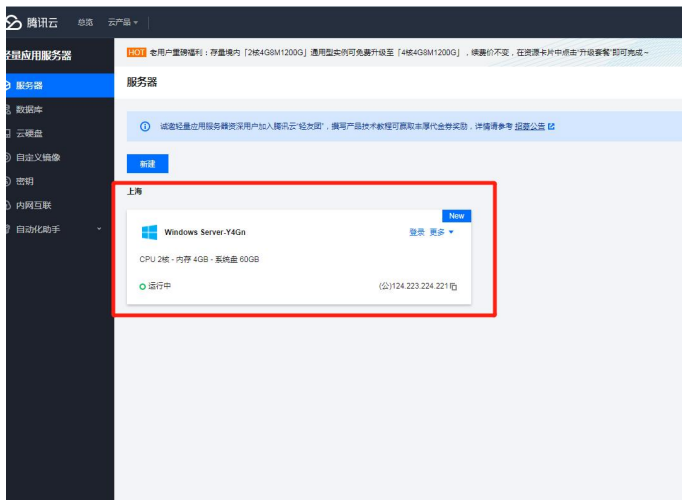 腾讯云 总览 云产品
轻量应用服务器
HOT 老用户重磅福利：存量境内「2核4G8M1200G」通用型实例可免费升级至「4核4G8M1200G」，续费价不变，在资源卡片中点击“升级套餐”即可完成~
服务器
服务器
数据库
诚邀轻量应用服务器资深用户加入腾讯云“轻友团”，撰写产品技术教程可赢取丰厚代金券奖励，详情请参考 招募公告
云硬盘
自定义镜像
新建
密钥
上海
内网互联
New
自动化助手
Windows Server-Y4Gn
登录 更多
CPU 2核 - 内存 4GB - 系统盘 60GB
运行中
(公)124.223.224.221